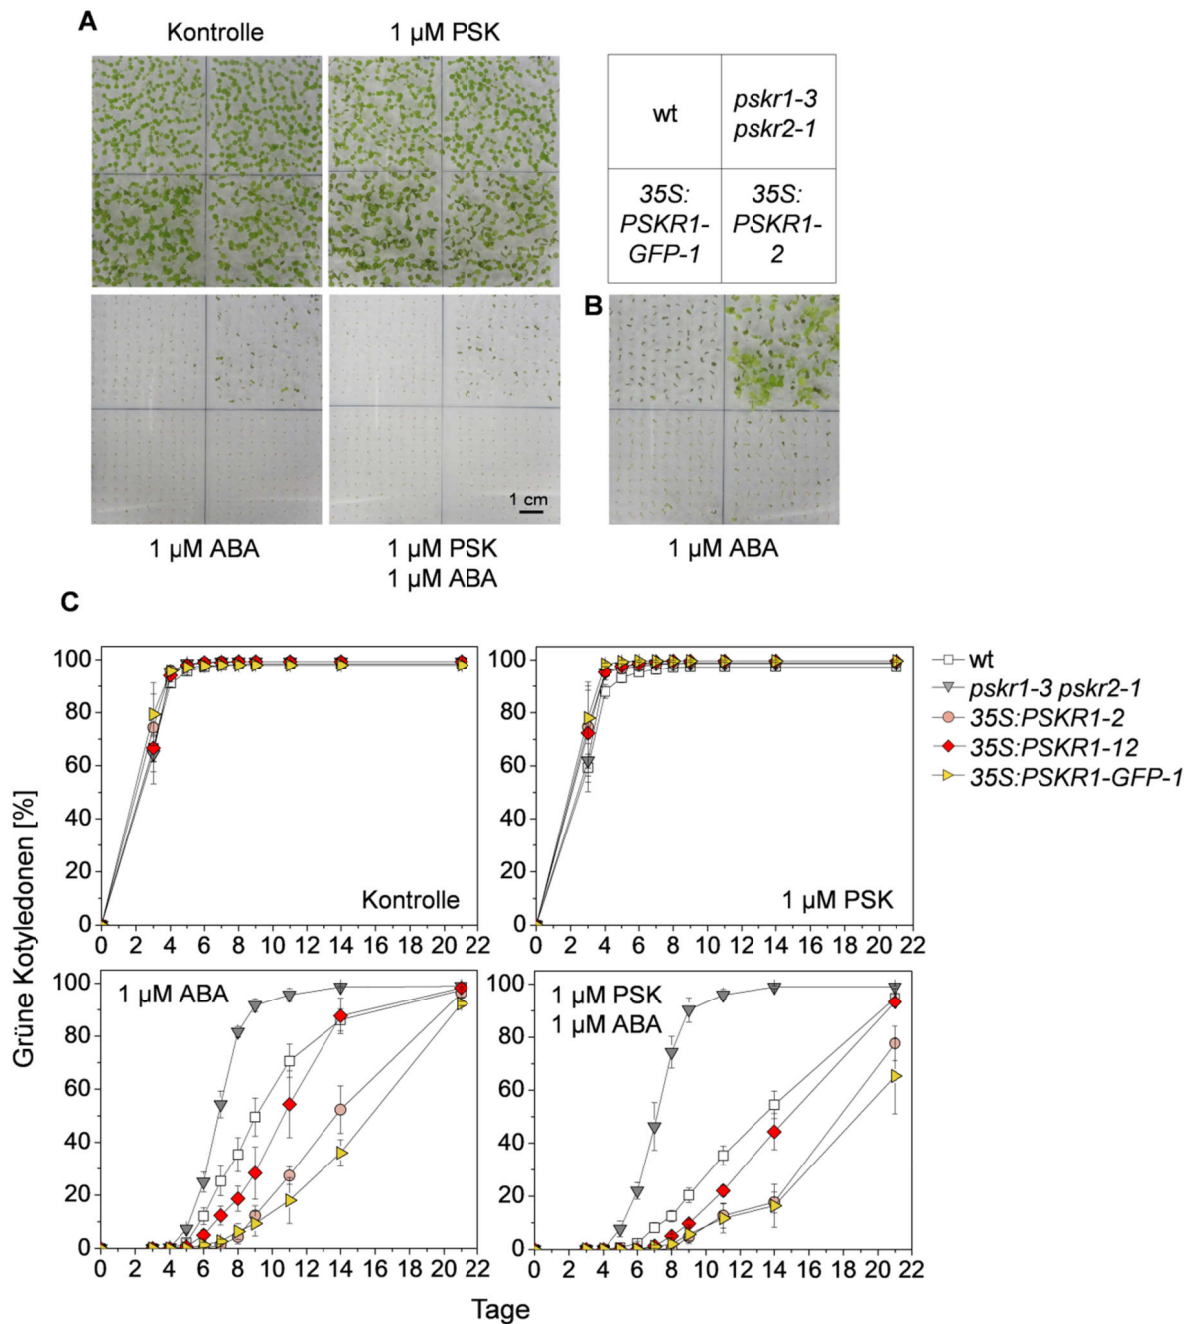 A
Kontrolle
1 µM PSK
wt
pskr1-3
pskr2-1
35S:
PSKR1-
GFP-1
35S:
PSKR1-
2
B
1 cm
1 µM ABA
1 µM PSK
1 µM ABA
1 µM ABA
C
Grüne Kotyledonen [%]
100
80
60
40
20
0
0 2 4 6 8 10 12 14 16 18 20 22
Kontrolle
100
80
60
40
20
0
0 2 4 6 8 10 12 14 16 18 20 22
1 µM PSK
wt
pskr1-3 pskr2-1
35S:PSKR1-2
35S:PSKR1-12
35S:PSKR1-GFP-1
100
80
60
40
20
0
0 2 4 6 8 10 12 14 16 18 20 22
1 µM ABA
100
80
60
40
20
0
0 2 4 6 8 10 12 14 16 18 20 22
1 µM PSK
1 µM ABA
Tage